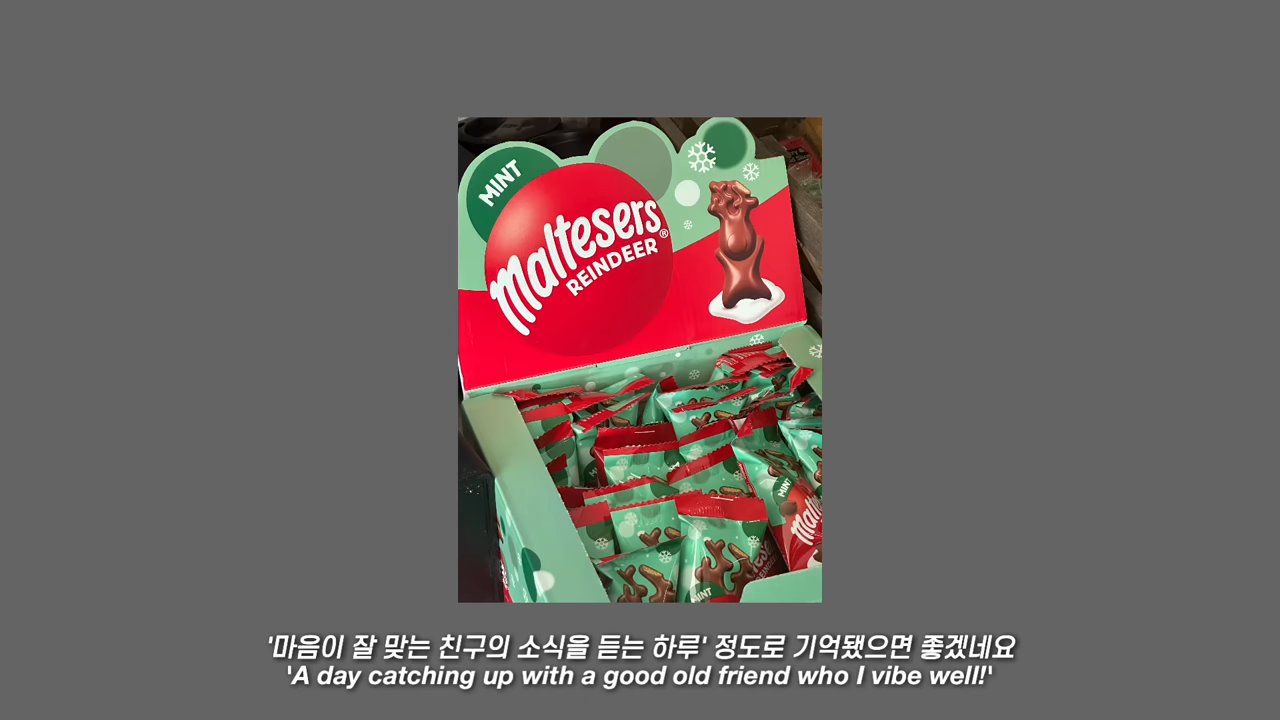 MINT
Maltesers®
REINDEER
MINT
MINT
'마음이 잘 맞는 친구의 소식을 듣는 하루' 정도로 기억됐으면 좋겠네요
'A day catching up with a good old friend who I vibe well!'